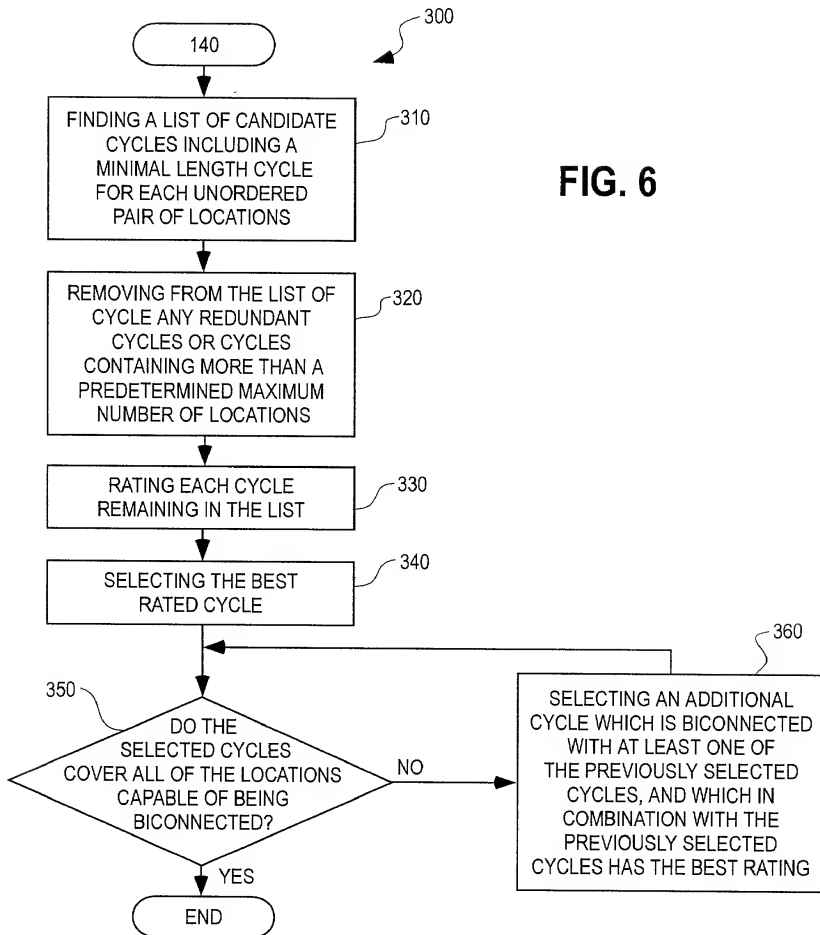 300
140
FINDING A LIST OF CANDIDATE
CYCLES INCLUDING A
MINIMAL LENGTH CYCLE
FOR EACH UNORDERED
PAIR OF LOCATIONS
310
FIG. 6
REMOVING FROM THE LIST OF
CYCLE ANY REDUNDANT
CYCLES OR CYCLES
CONTAINING MORE THAN A
PREDETERMINED MAXIMUM
NUMBER OF LOCATIONS
320
RATING EACH CYCLE
REMAINING IN THE LIST
330
SELECTING THE BEST
RATED CYCLE
340
350
DO THE
SELECTED CYCLES
COVER ALL OF THE LOCATIONS
CAPABLE OF BEING
BICONNECTED?
NO
360
SELECTING AN ADDITIONAL
CYCLE WHICH IS BICONNECTED
WITH AT LEAST ONE OF
THE PREVIOUSLY SELECTED
CYCLES, AND WHICH IN
COMBINATION WITH THE
PREVIOUSLY SELECTED
CYCLES HAS THE BEST RATING
YES
END